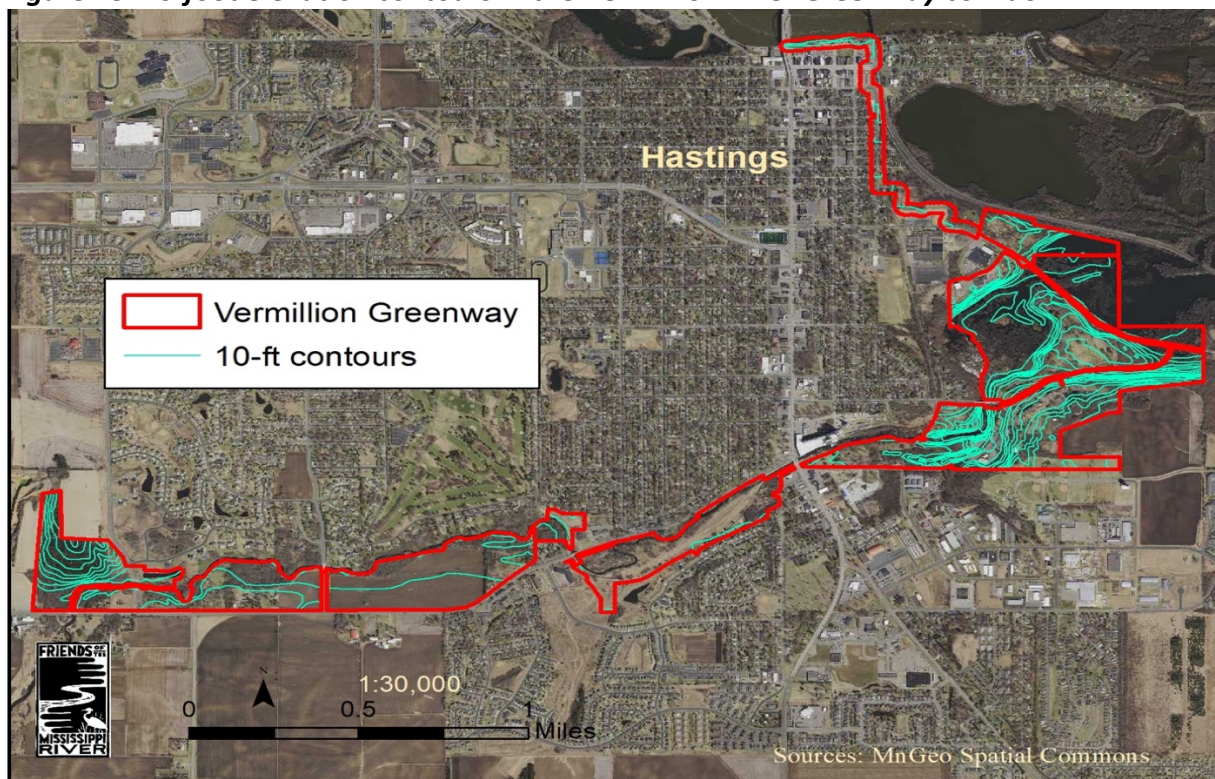 Hastings
Vermillion Greenway
10-ft contours
FRIENDS OF THE
MISSISSIPPI
RIVER
N
1:30,000
0 0.5 1
Miles
Sources: MnGeo Spatial Commons